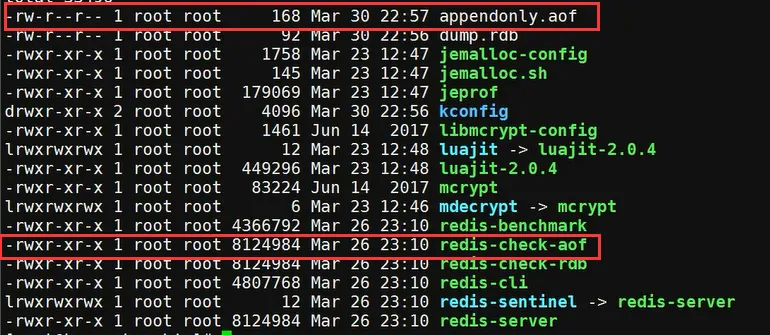 -rw-r--r-- 1 root root     168 Mar 30 22:57 appendonly.aof
-rw-r--r-- 1 root root      92 Mar 30 22:56 dump.rdb
-rwxr-xr-x 1 root root    1758 Mar 23 12:47 jemalloc-config
-rwxr-xr-x 1 root root     145 Mar 23 12:47 jemalloc.sh
-rwxr-xr-x 1 root root  179069 Mar 23 12:47 jeprof
drwxr-xr-x 2 root root    4096 Mar 30 22:56 kconfig
-rwxr-xr-x 1 root root    1461 Jun 14  2017 libmcrypt-config
lrwxrwxrwx 1 root root      12 Mar 23 12:48 luajit -> luajit-2.0.4
-rwxr-xr-x 1 root root  449296 Mar 23 12:48 luajit-2.0.4
-rwxr-xr-x 1 root root   83224 Jun 14  2017 mcrypt
lrwxrwxrwx 1 root root       6 Mar 23 12:46 mdecrypt -> mcrypt
-rwxr-xr-x 1 root root 4366792 Mar 26 23:10 redis-benchmark
-rwxr-xr-x 1 root root 8124984 Mar 26 23:10 redis-check-aof
-rwxr-xr-x 1 root root 8124984 Mar 26 23:10 redis-check-rdb
-rwxr-xr-x 1 root root 4807768 Mar 26 23:10 redis-cli
lrwxrwxrwx 1 root root      12 Mar 26 23:10 redis-sentinel -> redis-server
-rwxr-xr-x 1 root root 8124984 Mar 26 23:10 redis-server